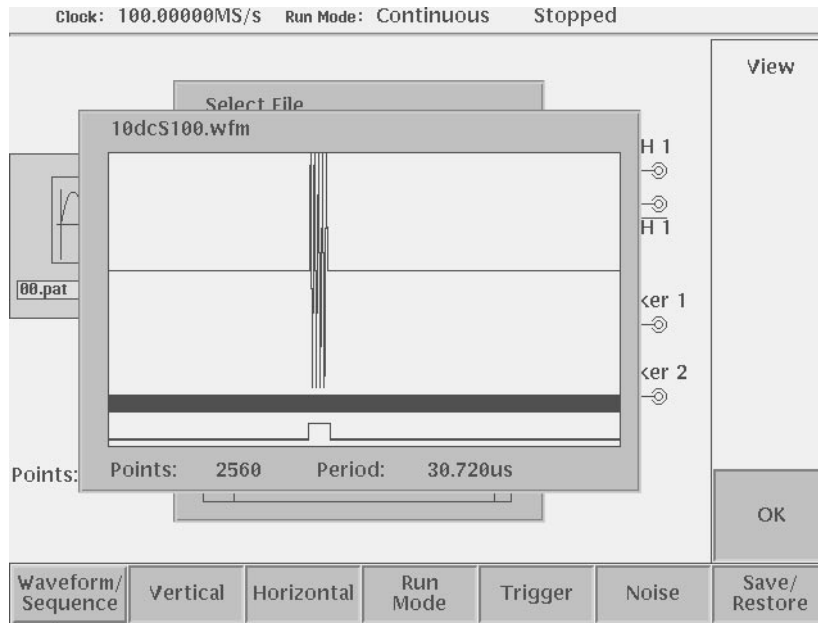 Clock: 100.00000MS/s Run Mode: Continuous Stopped
View
Select File
10dcS100.wfm
H 1
H 1
00.pat
ker 1
ker 2
Points:
Points: 2560 Period: 30.720us
OK
Waveform/
Sequence
Vertical
Horizontal
Run
Mode
Trigger
Noise
Save/
Restore